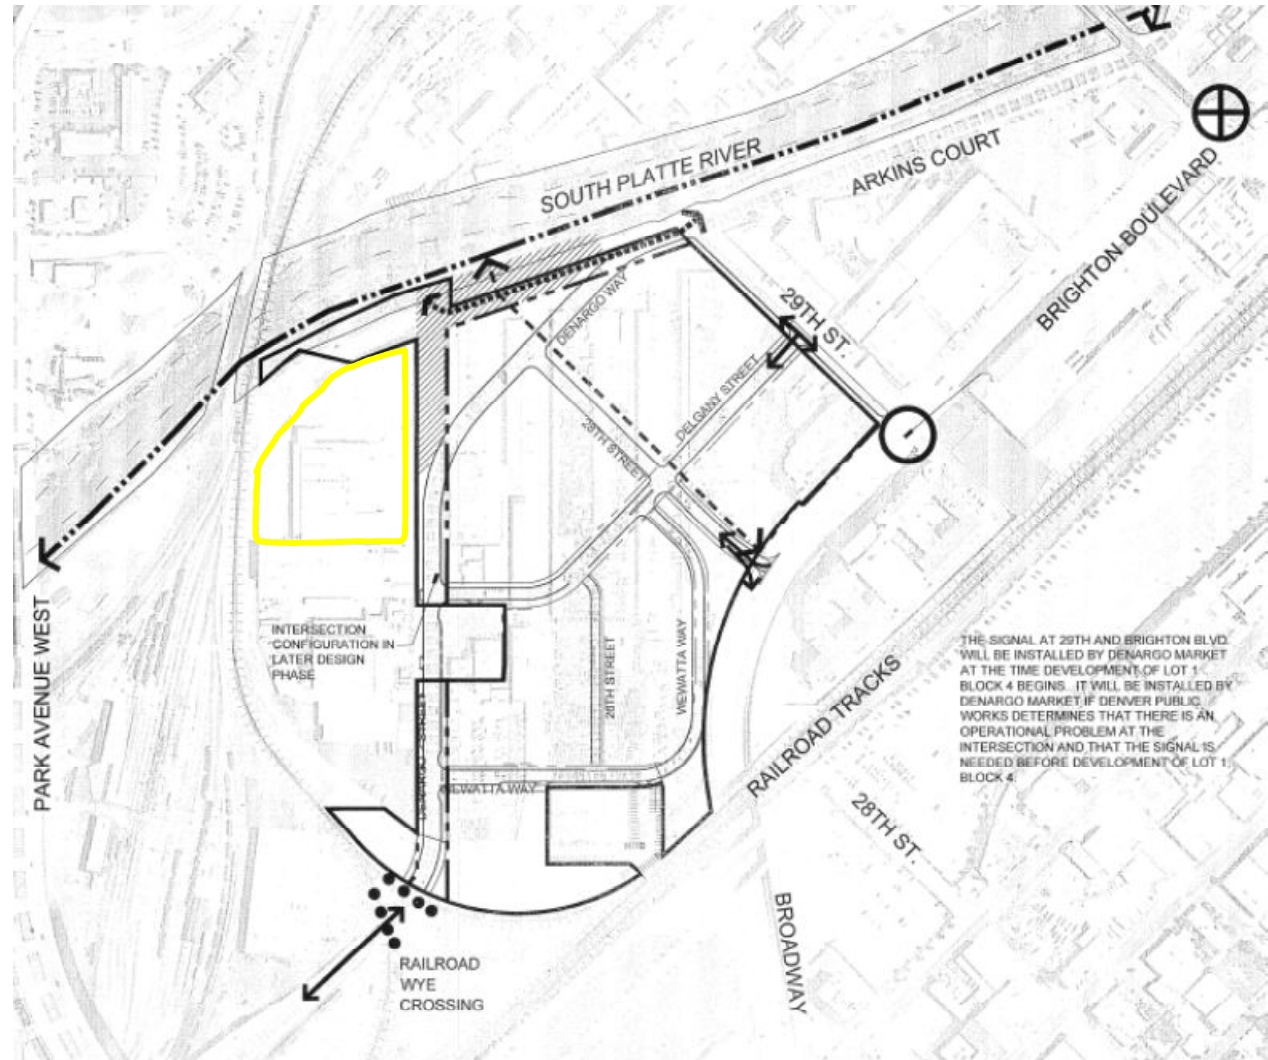 SOUTH PLATTE RIVER
ARKINS COURT
BRIGHTON BOULEVARD
29TH ST.
DENARGO WAY
DELGANY STREET
28TH STREET
PARK AVENUE WEST
INTERSECTION
CONFIGURATION IN
LATER DESIGN
PHASE
26TH STREET
WEWATTA WAY
THE SIGNAL AT 29TH AND BRIGHTON BLVD.
WILL BE INSTALLED BY DENARGO MARKET
AT THE TIME DEVELOPMENT OF LOT 1
BLOCK 4 BEGINS. IT WILL BE INSTALLED BY
DENARGO MARKET IF DENVER PUBLIC
WORKS DETERMINES THAT THERE IS AN
OPERATIONAL PROBLEM AT THE
INTERSECTION AND THAT THE SIGNAL IS
NEEDED BEFORE DEVELOPMENT OF LOT 1,
BLOCK 4.
RAILROAD TRACKS
DENARGO STREET
WEWATTA WAY
28TH ST.
BROADWAY
RAILROAD
WYE
CROSSING